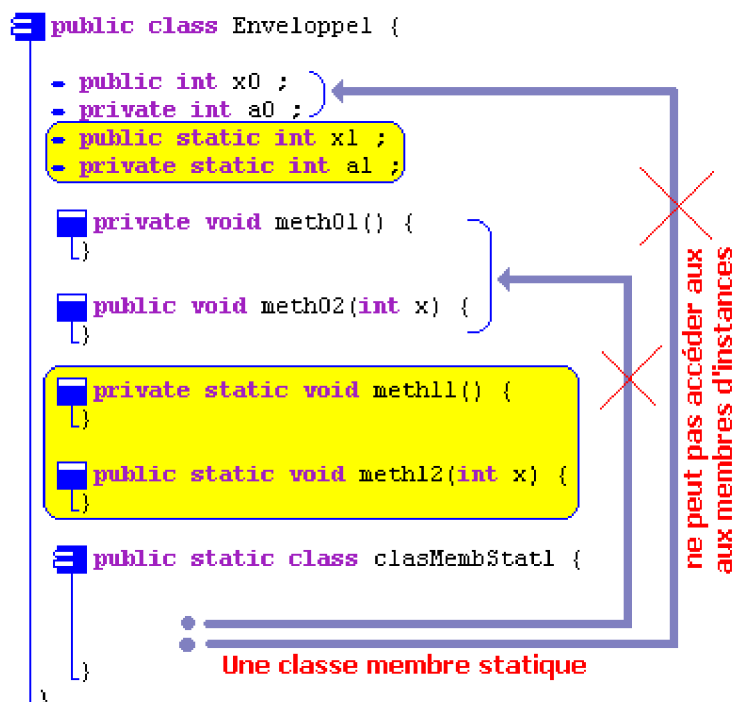 public class Enveloppe1 {
public int x0 ;
private int a0 ;
public static int x1 ;
private static int a1 ;
private void meth01() {
}
public void meth02(int x) {
}
private static void meth11() {
}
public static void meth12(int x) {
}
public static class clasMembStat1 {
}
Une classe membre statique
}
ne peut pas accéder aux
aux membres d'instances